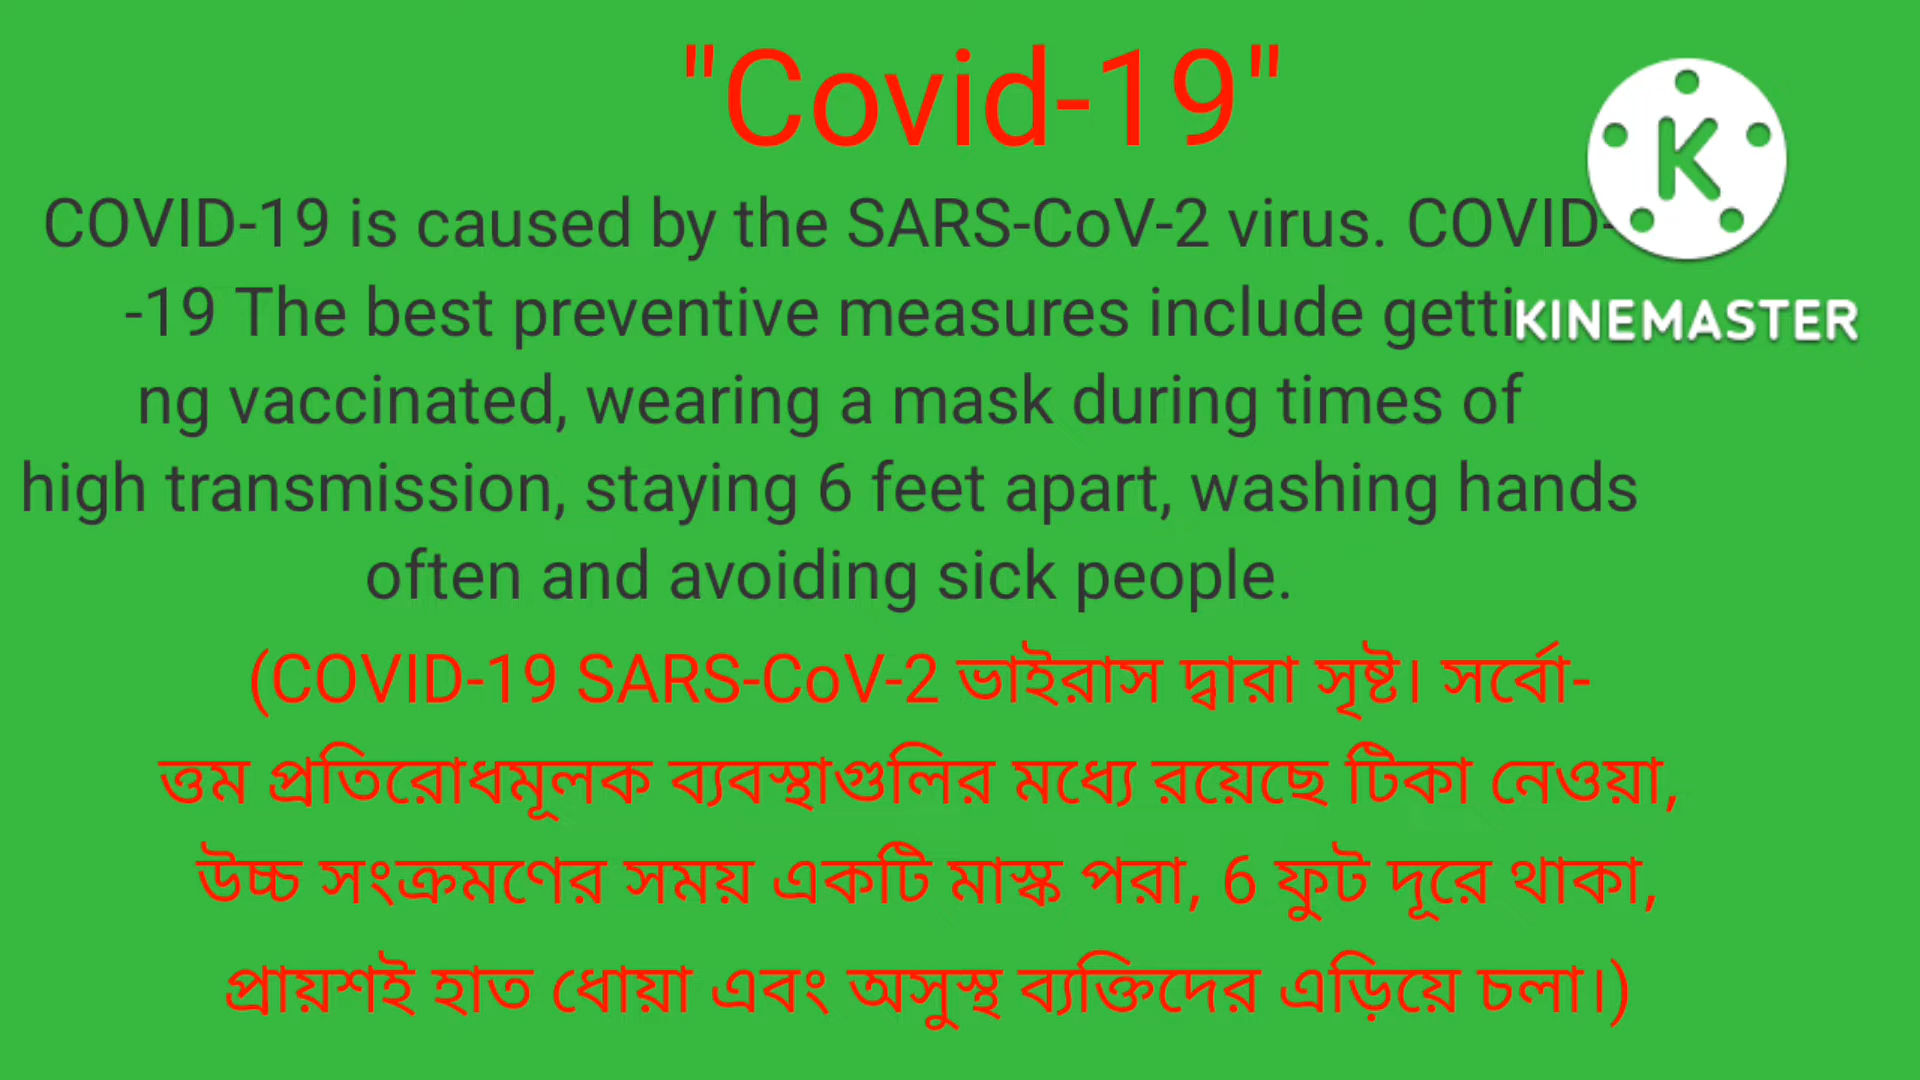 "Covid-19"
K
COVID-19 is caused by the SARS-CoV-2 virus. COVID-
-19 The best preventive measures include getti
KINEMASTER
ng vaccinated, wearing a mask during times of
high transmission, staying 6 feet apart, washing hands
often and avoiding sick people.
(COVID-19 SARS-CoV-2 ভাইরাস দ্বারা সৃষ্ট। সর্বো-
ত্তম প্রতিরোধমূলক ব্যবস্থাগুলির মধ্যে রয়েছে টিকা নেওয়া,
উচ্চ সংক্রমণের সময় একটি মাস্ক পরা, 6 ফুট দূরে থাকা,
প্রায়শই হাত ধোয়া এবং অসুস্থ ব্যক্তিদের এড়িয়ে চলা।)